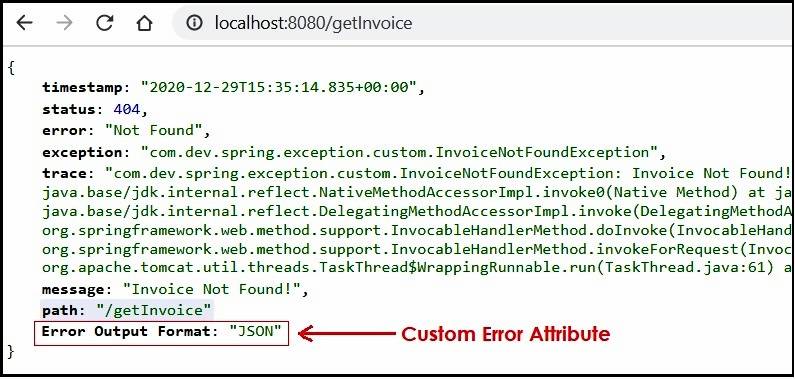 localhost:8080/getInvoice
{
timestamp: "2020-12-29T15:35:14.835+00:00",
status: 404,
error: "Not Found",
exception: "com.dev.spring.exception.custom.InvoiceNotFoundException",
trace: "com.dev.spring.exception.custom.InvoiceNotFoundException: Invoice Not Found!
java.base/jdk.internal.reflect.NativeMethodAccessorImpl.invoke0(Native Method) at ja
java.base/jdk.internal.reflect.DelegatingMethodAccessorImpl.invoke(DelegatingMethodA
org.springframework.web.method.support.InvocableHandlerMethod.doInvoke(InvocableHand
org.springframework.web.method.support.InvocableHandlerMethod.invokeForRequest(Invoc
org.apache.tomcat.util.threads.TaskThread$WrappingRunnable.run(TaskThread.java:61) a
message: "Invoice Not Found!",
path: "/getInvoice"
Error Output Format: "JSON" Custom Error Attribute
}